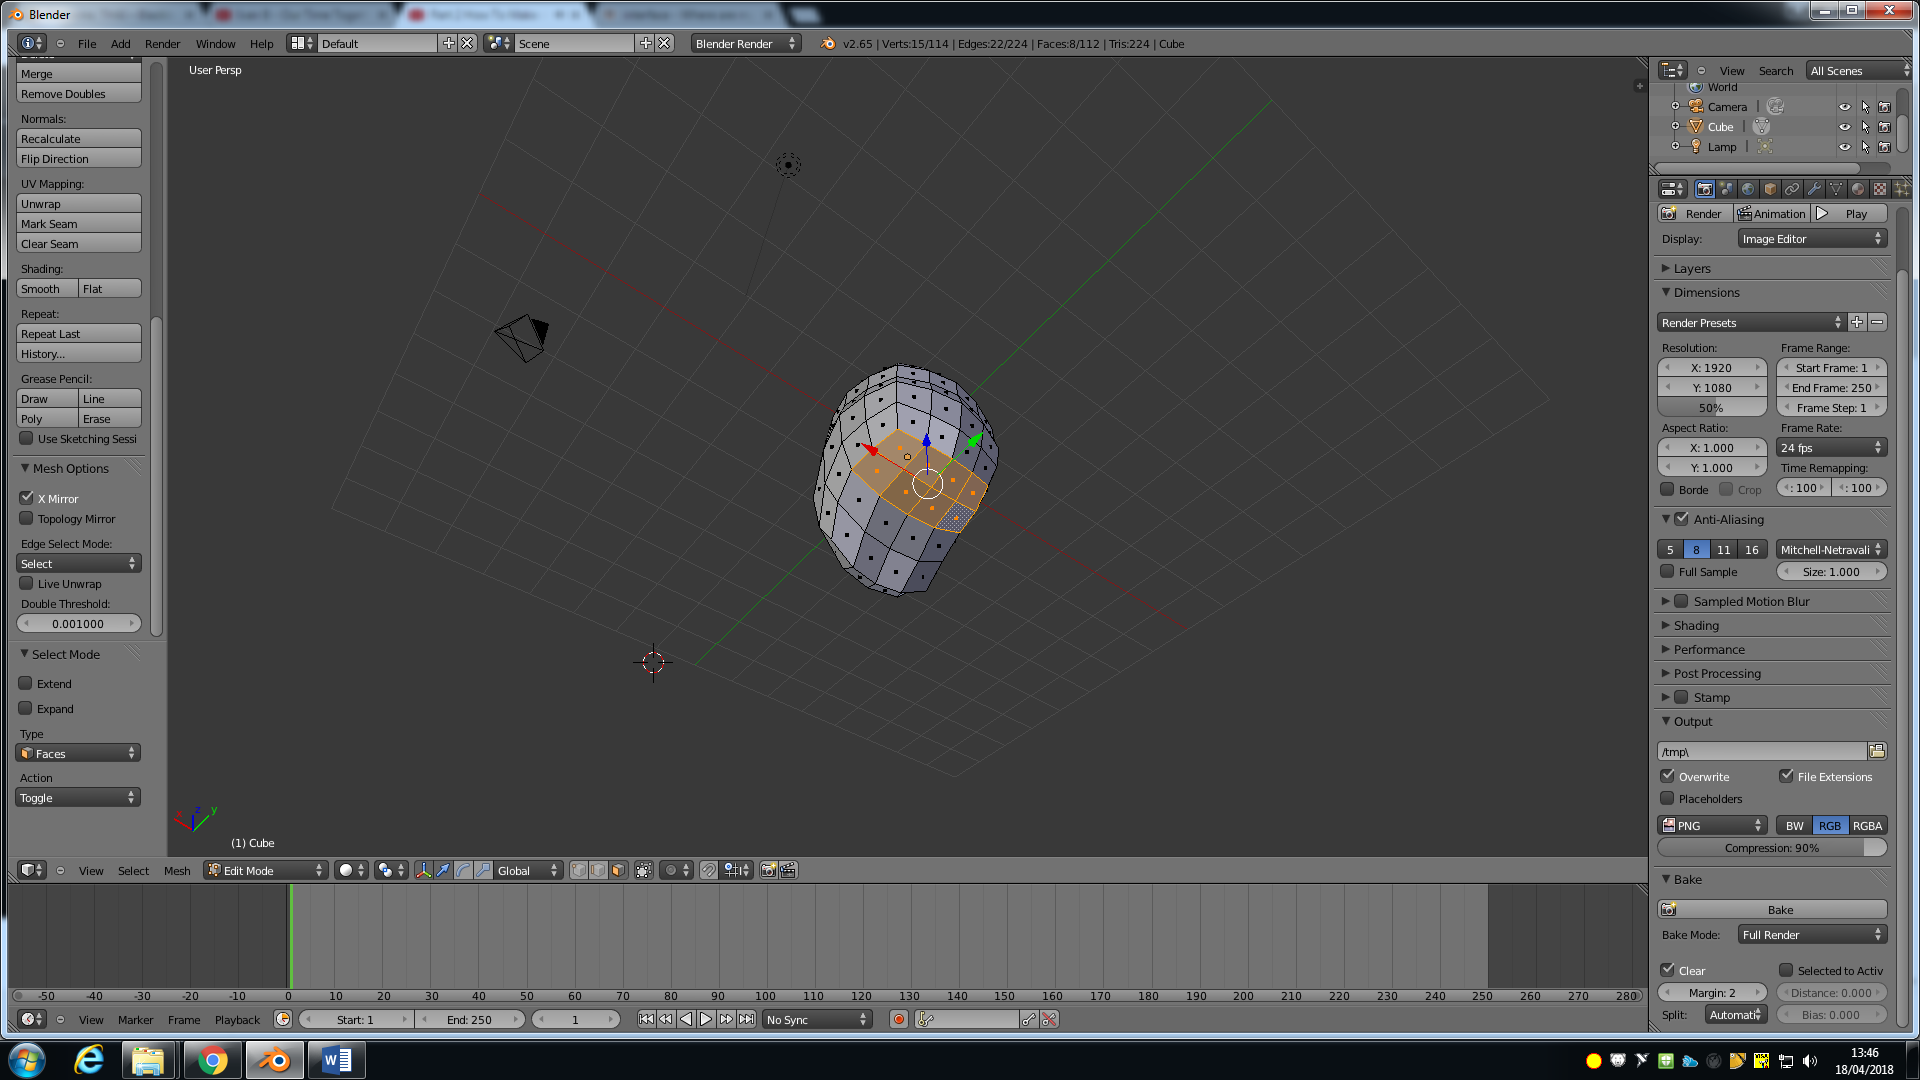 Blender
File Add Render Window Help Default Scene Blender Render v2.65 | Verts:15/114 | Edges:22/224 | Faces:8/112 | Tris:224 | Cube
Merge
Remove Doubles
Normals:
Recalculate
Flip Direction
UV Mapping:
Unwrap
Mark Seam
Clear Seam
Shading:
Smooth Flat
Repeat:
Repeat Last
History...
Grease Pencil:
Draw Line
Poly Erase
Use Sketching Sessi
Mesh Options
X Mirror
Topology Mirror
Edge Select Mode:
Select
Live Unwrap
Double Threshold:
0.001000
Select Mode
Extend
Expand
Type
Faces
Action
Toggle
User Persp
x z y
(1) Cube
View Search All Scenes
World
Camera
Cube
Lamp
Render Animation Play
Display: Image Editor
Layers
Dimensions
Render Presets
Resolution: Frame Range:
X: 1920 Start Frame: 1
Y: 1080 End Frame: 250
50% Frame Step: 1
Aspect Ratio: Frame Rate:
X: 1.000 24 fps
Y: 1.000 Time Remapping:
Borde Crop : 100 : 100
Anti-Aliasing
5 8 11 16 Mitchell-Netravali
Full Sample Size: 1.000
Sampled Motion Blur
Shading
Performance
Post Processing
Stamp
Output
/tmp\
Overwrite File Extensions
Placeholders
PNG BW RGB RGBA
Compression: 90%
Bake
Bake
Bake Mode: Full Render
Clear Selected to Activ
Margin: 2 Distance: 0.000
Split: Automati Bias: 0.000
View Select Mesh Edit Mode Global
-50 -40 -30 -20 -10 0 10 20 30 40 50 60 70 80 90 100 110 120 130 140 150 160 170 180 190 200 210 220 230 240 250 260 270 280
View Marker Frame Playback Start: 1 End: 250 1 No Sync
13:46
18/04/2018